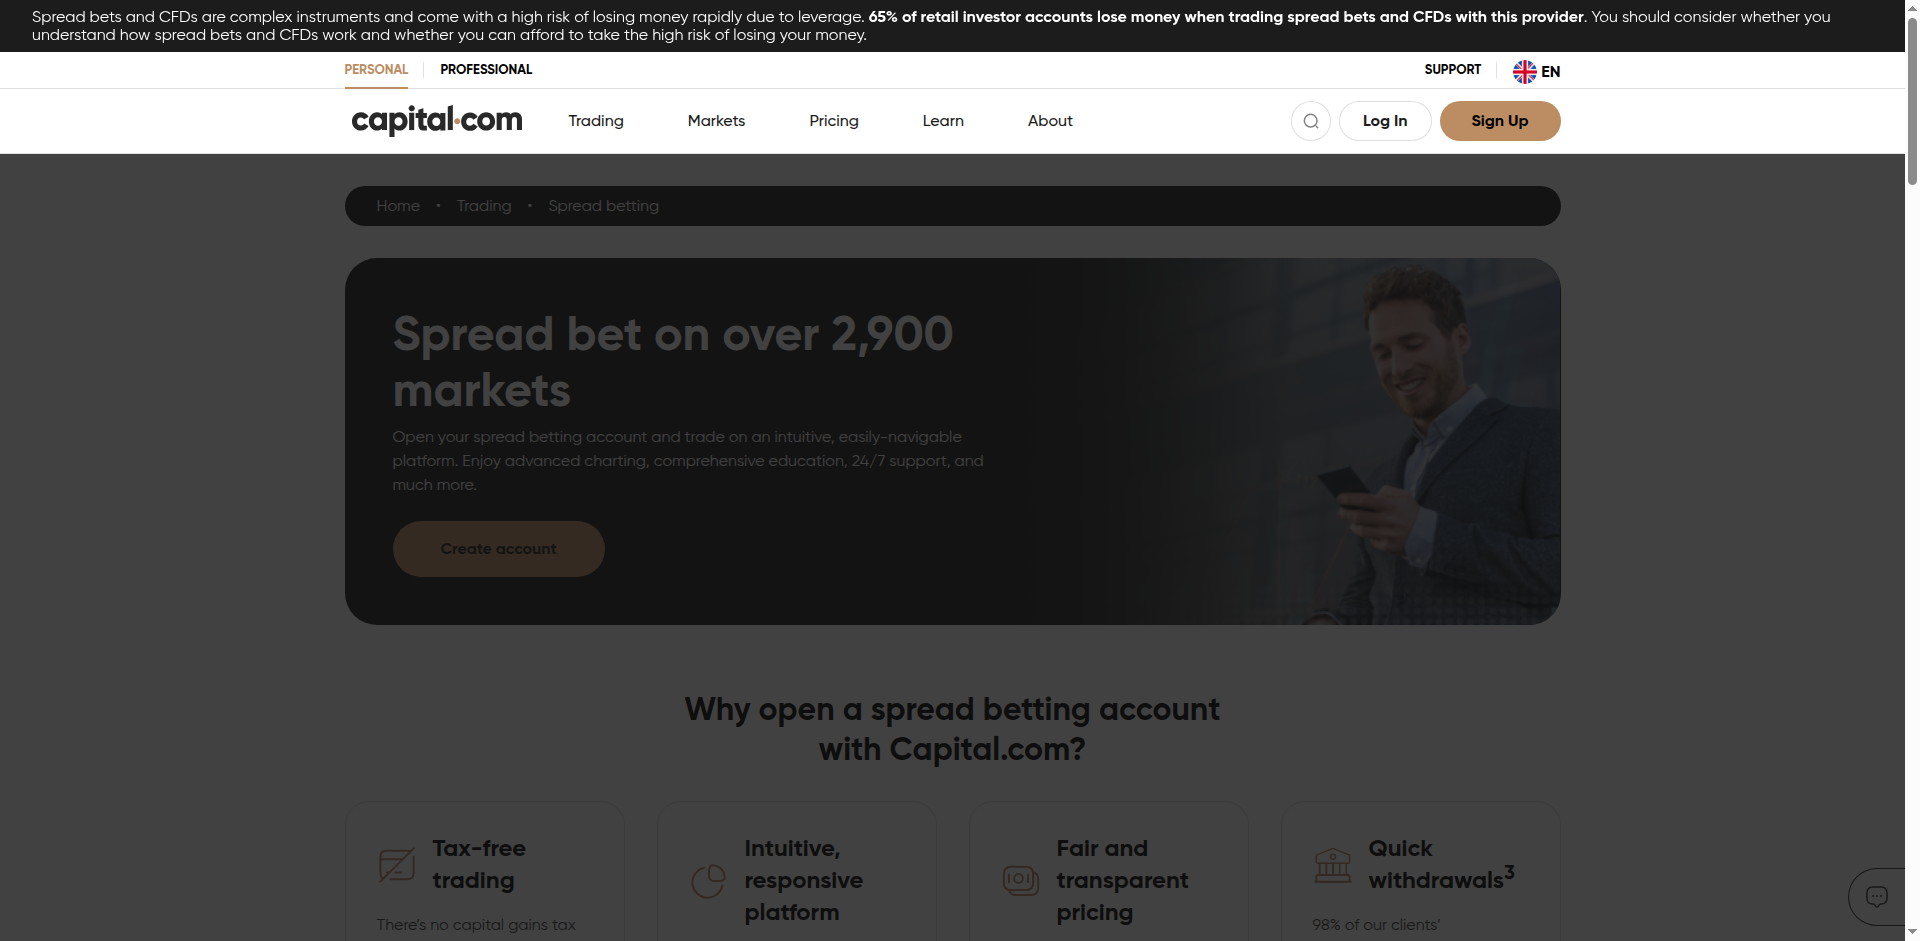 Spread bets and CFDs are complex instruments and come with a high risk of losing money rapidly due to leverage. 65% of retail investor accounts lose money when trading spread bets and CFDs with this provider. You should consider whether you
understand how spread bets and CFDs work and whether you can afford to take the high risk of losing your money.
PERSONAL PROFESSIONAL SUPPORT EN
capital.com Trading Markets Pricing Learn About Log In Sign Up
Home • Trading • Spread betting
Spread bet on over 2,900
markets
Open your spread betting account and trade on an intuitive, easily-navigable
platform. Enjoy advanced charting, comprehensive education, 24/7 support, and
much more.
Create account
Why open a spread betting account
with Capital.com?
Tax-free
trading
There's no capital gains tax
Intuitive,
responsive
platform
Fair and
transparent
pricing
Quick
withdrawals³
98% of our clients'